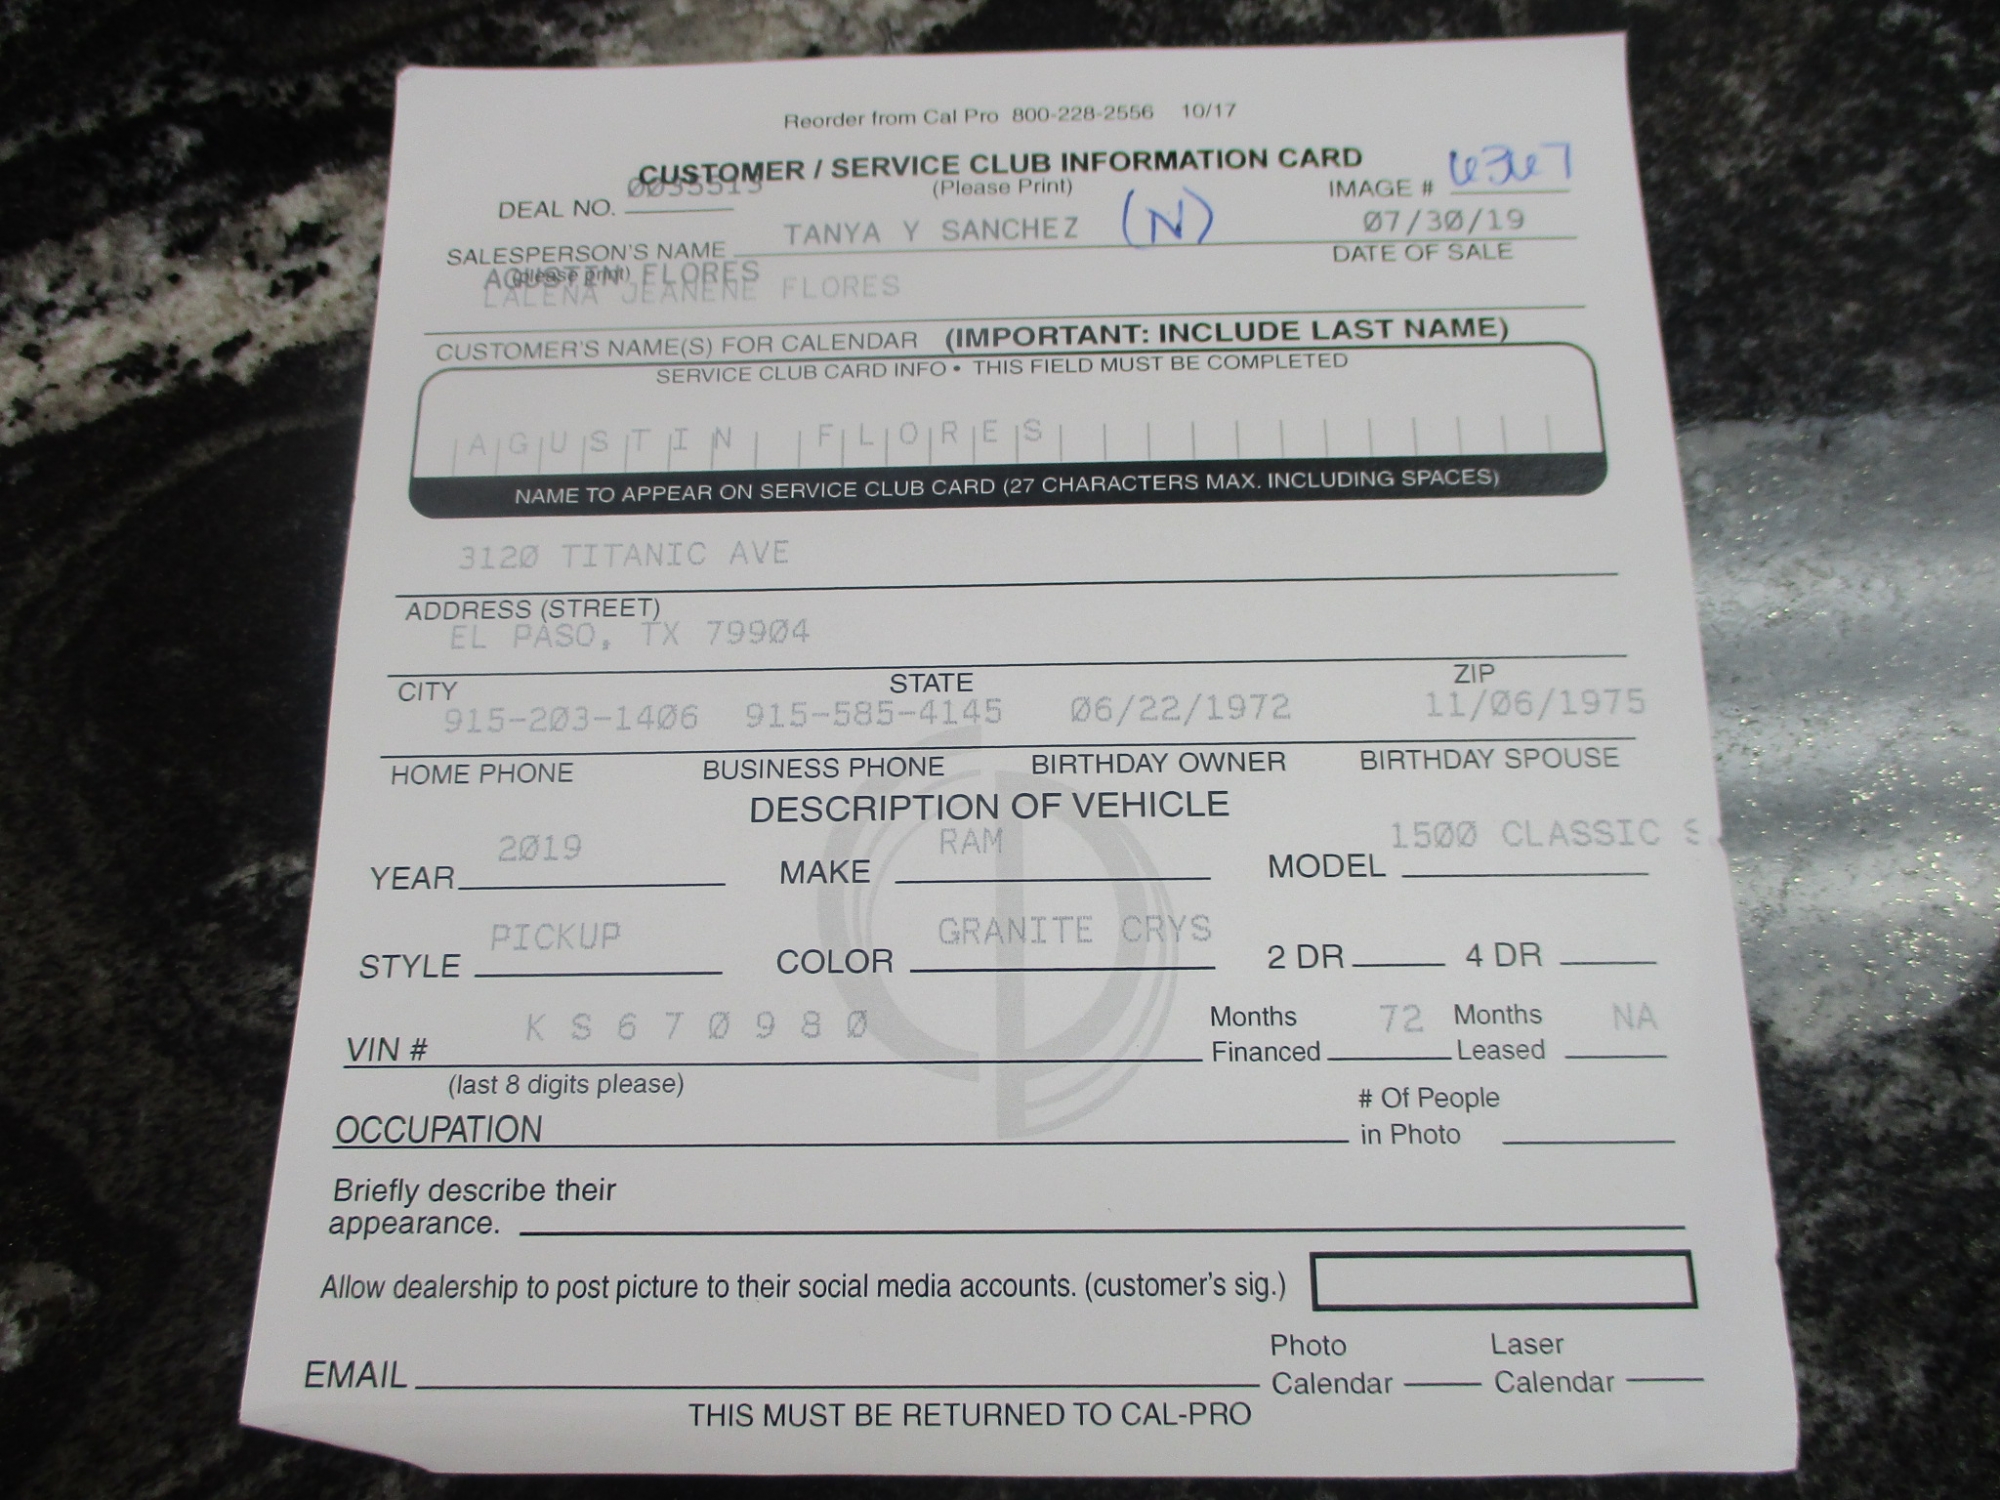 Reorder from Cal Pro 800-228-2556 10/17
CUSTOMER / SERVICE CLUB INFORMATION CARD
(Please Print)
DEAL NO. 0035513
IMAGE # 6367
SALESPERSON'S NAME TANYA Y SANCHEZ (N)
(please print)
07/30/19
DATE OF SALE
AGUSTIN FLORES
LALENA JEANENE FLORES
CUSTOMER'S NAME(S) FOR CALENDAR (IMPORTANT: INCLUDE LAST NAME)
SERVICE CLUB CARD INFO • THIS FIELD MUST BE COMPLETED
AGUSTIN FLORES
NAME TO APPEAR ON SERVICE CLUB CARD (27 CHARACTERS MAX. INCLUDING SPACES)
3120 TITANIC AVE
ADDRESS (STREET)
EL PASO, TX 79904
CITY STATE ZIP
915-203-1406 915-585-4145 06/22/1972 11/06/1975
HOME PHONE BUSINESS PHONE BIRTHDAY OWNER BIRTHDAY SPOUSE
DESCRIPTION OF VEHICLE
YEAR 2019 MAKE RAM MODEL 1500 CLASSIC S
STYLE PICKUP COLOR GRANITE CRYS 2 DR 4 DR
VIN # KS670980 Months Financed 72 Months Leased NA
(last 8 digits please)
OCCUPATION # Of People in Photo
Briefly describe their
appearance.
Allow dealership to post picture to their social media accounts. (customer's sig.)
EMAIL Photo Calendar Laser Calendar
THIS MUST BE RETURNED TO CAL-PRO